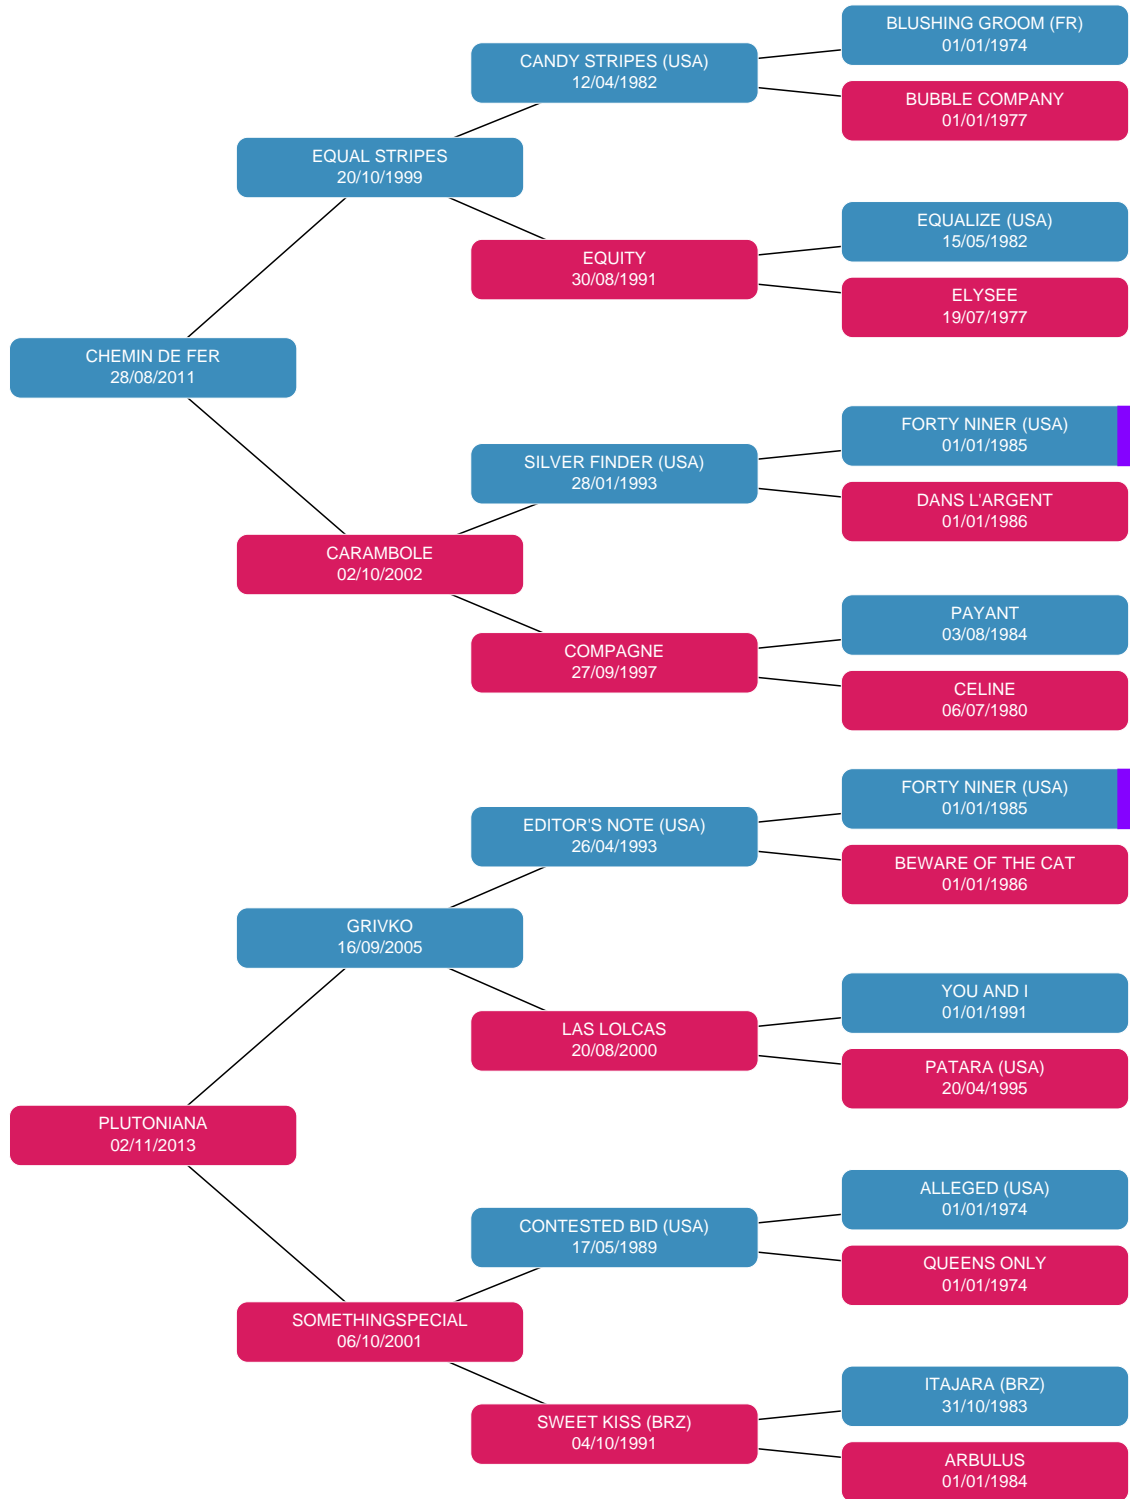 BLUSHING GROOM (FR)
01/01/1974
CANDY STRIPES (USA)
12/04/1982
BUBBLE COMPANY
01/01/1977
EQUAL STRIPES
20/10/1999
EQUALIZE (USA)
15/05/1982
EQUITY
30/08/1991
ELYSEE
19/07/1977
CHEMIN DE FER
28/08/2011
FORTY NINER (USA)
01/01/1985
SILVER FINDER (USA)
28/01/1993
DANS L'ARGENT
01/01/1986
CARAMBOLE
02/10/2002
PAYANT
03/08/1984
COMPAGNE
27/09/1997
CELINE
06/07/1980
FORTY NINER (USA)
01/01/1985
EDITOR'S NOTE (USA)
26/04/1993
BEWARE OF THE CAT
01/01/1986
GRIVKO
16/09/2005
YOU AND I
01/01/1991
LAS LOLCAS
20/08/2000
PATARA (USA)
20/04/1995
PLUTONIANA
02/11/2013
ALLEGED (USA)
01/01/1974
CONTESTED BID (USA)
17/05/1989
QUEENS ONLY
01/01/1974
SOMETHINGSPECIAL
06/10/2001
ITAJARA (BRZ)
31/10/1983
SWEET KISS (BRZ)
04/10/1991
ARBULUS
01/01/1984